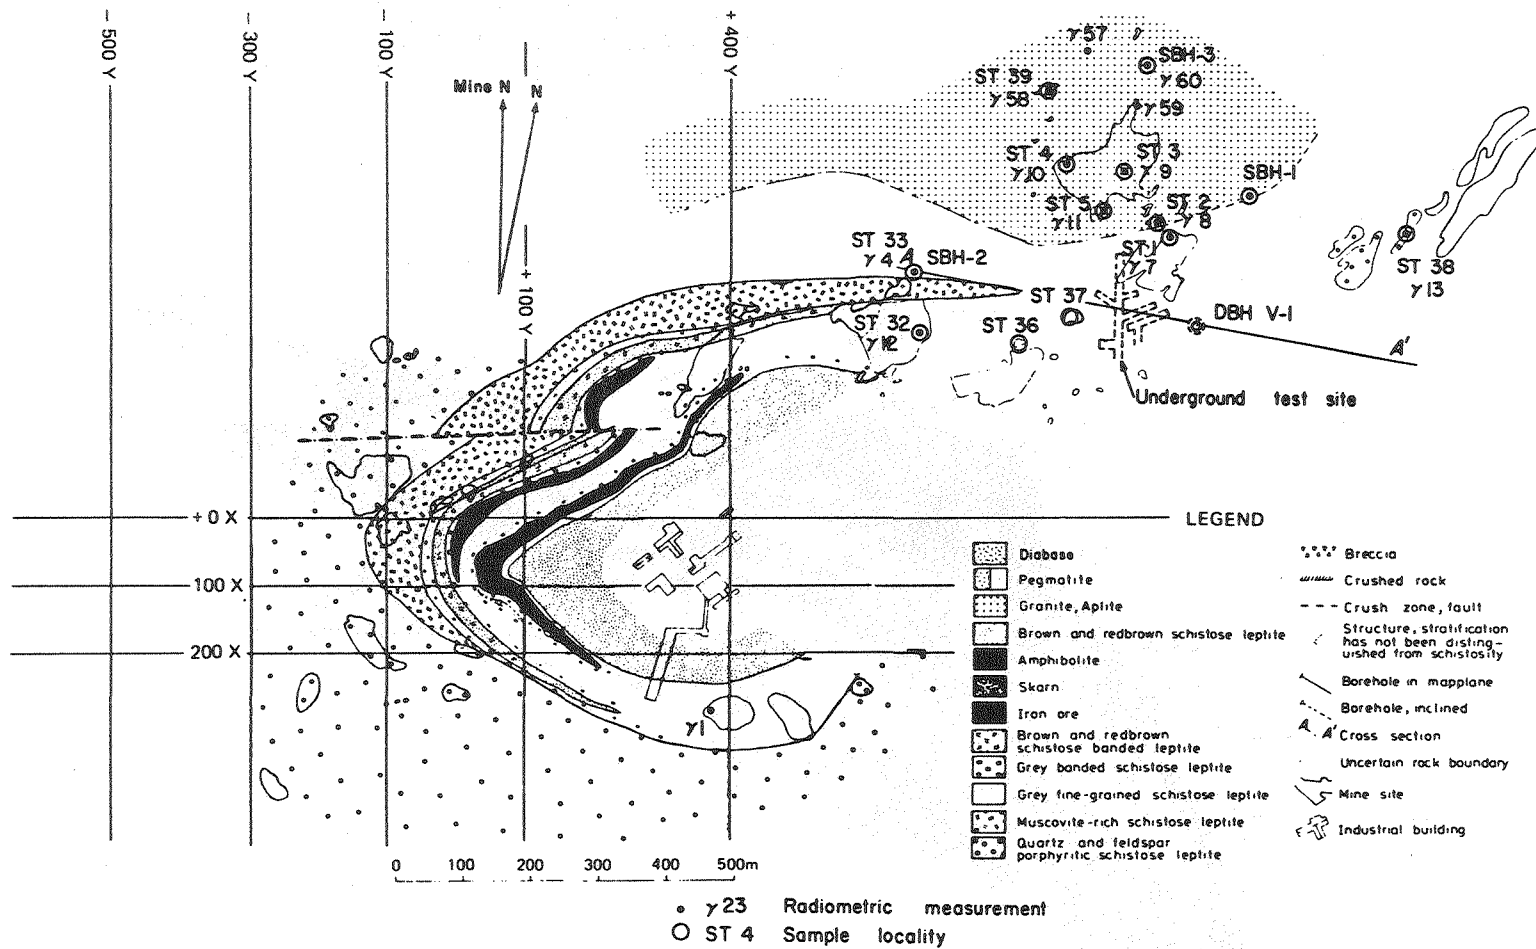 - 500 Y
- 300 Y
- 100 Y
+ 100 Y
+ 400 Y
Mine N
N
γ57
SBH-3
γ60
ST 39
γ58
γ59
ST 4
γ10
ST 3
γ9
SBH-1
ST 5
γ11
ST 2
γ8
ST 1
γ7
ST 33
γ4
A
SBH-2
ST 38
γ13
ST 37
DBH V-1
ST 32
γ12
ST 36
A'
Underground test site
+ 0 X
100 X
200 X
γ1
LEGEND
Diabase
Pegmatite
Granite, Aplite
Brown and redbrown schistose leptite
Amphibolite
Skarn
Iron ore
Brown and redbrown
schistose banded leptite
Grey banded schistose leptite
Grey fine-grained schistose leptite
Muscovite-rich schistose leptite
Quartz and feldspar
porphyritic schistose leptite
Breccia
Crushed rock
Crush zone, fault
Structure, stratification
has not been disting-
uished from schistosity
Borehole in mapplane
Borehole, inclined
A A' Cross section
Uncertain rock boundary
Mine site
Industrial building
0 100 200 300 400 500m
γ23 Radiometric measurement
ST 4 Sample locality